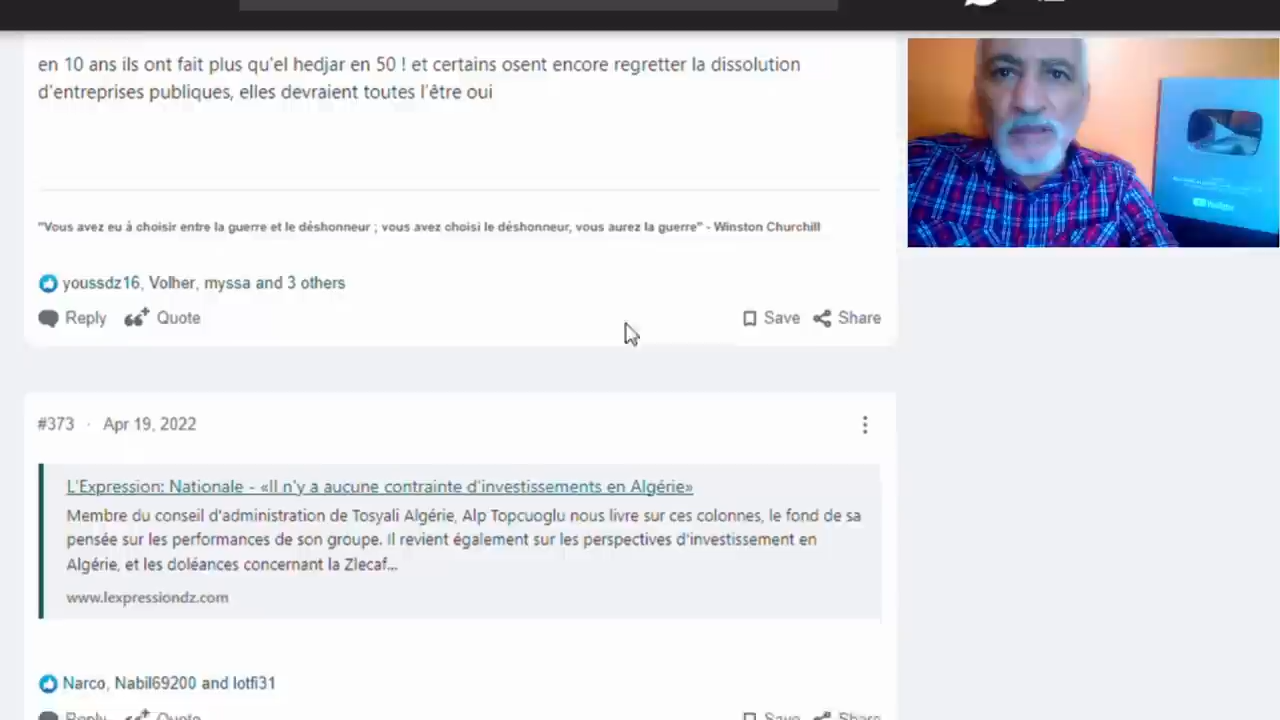 en 10 ans ils ont fait plus qu'el hedjar en 50 ! et certains osent encore regretter la dissolution
d'entreprises publiques, elles devraient toutes l'être oui
"Vous avez eu à choisir entre la guerre et le déshonneur ; vous avez choisi le déshonneur, vous aurez la guerre" - Winston Churchill
youssdz16, Volher, myssa and 3 others
Reply Quote Save Share
#373 · Apr 19, 2022
L'Expression: Nationale - «Il n'y a aucune contrainte d'investissements en Algérie»
Membre du conseil d'administration de Tosyali Algérie, Alp Topcuoglu nous livre sur ces colonnes, le fond de sa
pensée sur les performances de son groupe. Il revient également sur les perspectives d'investissement en
Algérie, et les doléances concernant la Zlecaf...
www.lexpressiondz.com
Narco, Nabil69200 and lotfi31
Reply Quote Save Share
YouTube